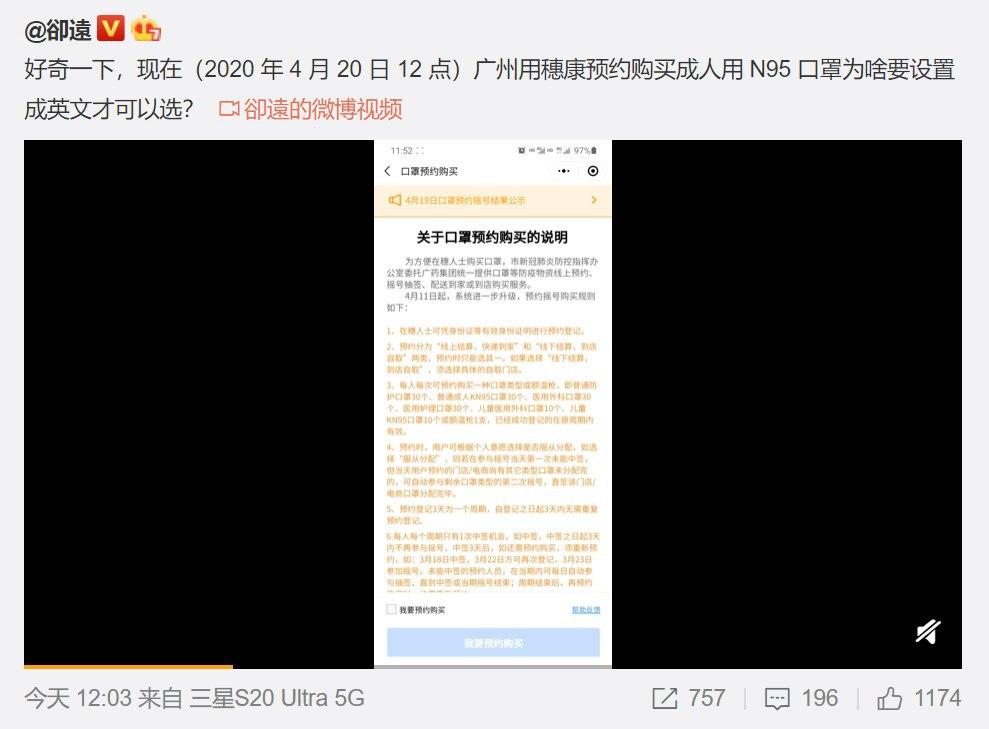 @卻遠
好奇一下，现在（2020 年 4 月 20 日 12 点）广州用穗康预约购买成人用 N95 口罩为啥要设置
成英文才可以选？ 卻遠的微博视频
11:52
97%
口罩预约购买
4月19日口罩预约摇号结果公示
关于口罩预约购买的说明
为方便在穗人士购买口罩，市新冠肺炎防控指挥办
公室委托广药集团统一提供口罩等防疫物资线上预约、
摇号抽签、配送到家或到店购买服务。
4月11日起，系统进一步升级，预约摇号购买规则
如下：
1、在穗人士可凭身份证等有效身份证明进行预约登记。
2、预约分为“线上结算，快递到家”和“线下结算，到店
自取”两类，预约时只能选其一。如果选择“线下结算，
到店自取”，须选择具体的自取门店。
3、每人每次可预约购买一种口罩类型或额温枪，即普通防
护口罩30个、普通成人KN95口罩30个、医用外科口罩30
个、医用护理口罩30个、儿童医用外科口罩10个、儿童
KN95口罩10个或额温枪1支，已经成功登记的在原周期内
有效。
4、预约时，用户可根据个人意愿选择是否服从分配，如选
择“服从分配”，则若在参与摇号当天第一次未能中签，
但当天用户预约的门店/电商尚有其它类型口罩未分配完
的，可自动参与剩余口罩类型的第二次摇号，直至该门店/
电商口罩分配完毕。
5、预约登记3天为一个周期，自登记之日起3天内无需重复
预约登记。
6.每人每个周期只有1次中签机会，如中签，中签之日起3天
内不再参与摇号，中签3天后，如还需预约购买，须重新预
约，如：3月18日中签，3月22日方可再次登记，3月23日
参加摇号。未能中签的预约人员，在当期内可每日自动参
与抽签，直到中签或当期摇号结束；周期结束后，再预约
我要预约购买 帮助反馈
我要预约购买
今天 12:03 来自 三星S20 Ultra 5G 757 196 1174